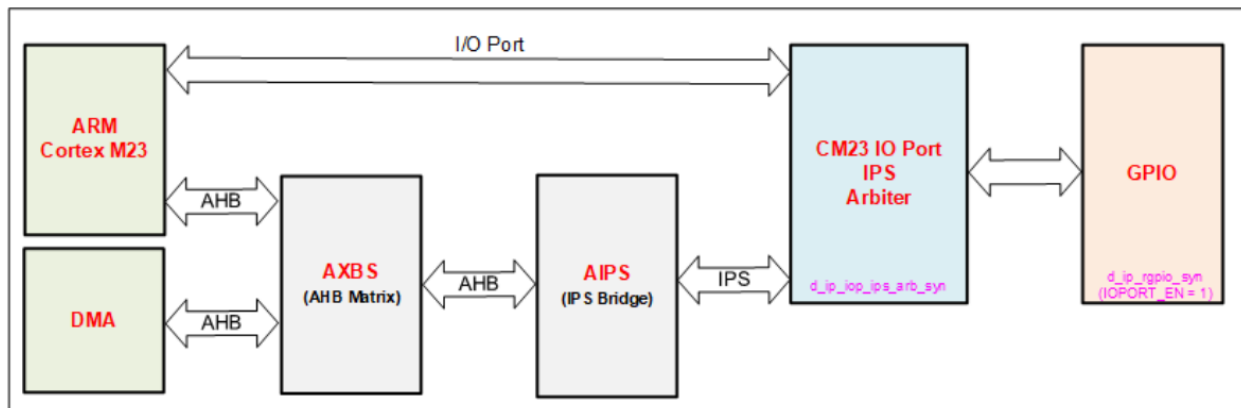 I/O Port
ARM
Cortex M23
AHB
DMA
AHB
AXBS
(AHB Matrix)
AHB
AIPS
(IPS Bridge)
IPS
CM23 IO Port
IPS
Arbiter
d_ip_iop_ips_arb_syn
GPIO
d_ip_rgpio_syn
(IOPORT_EN = 1)